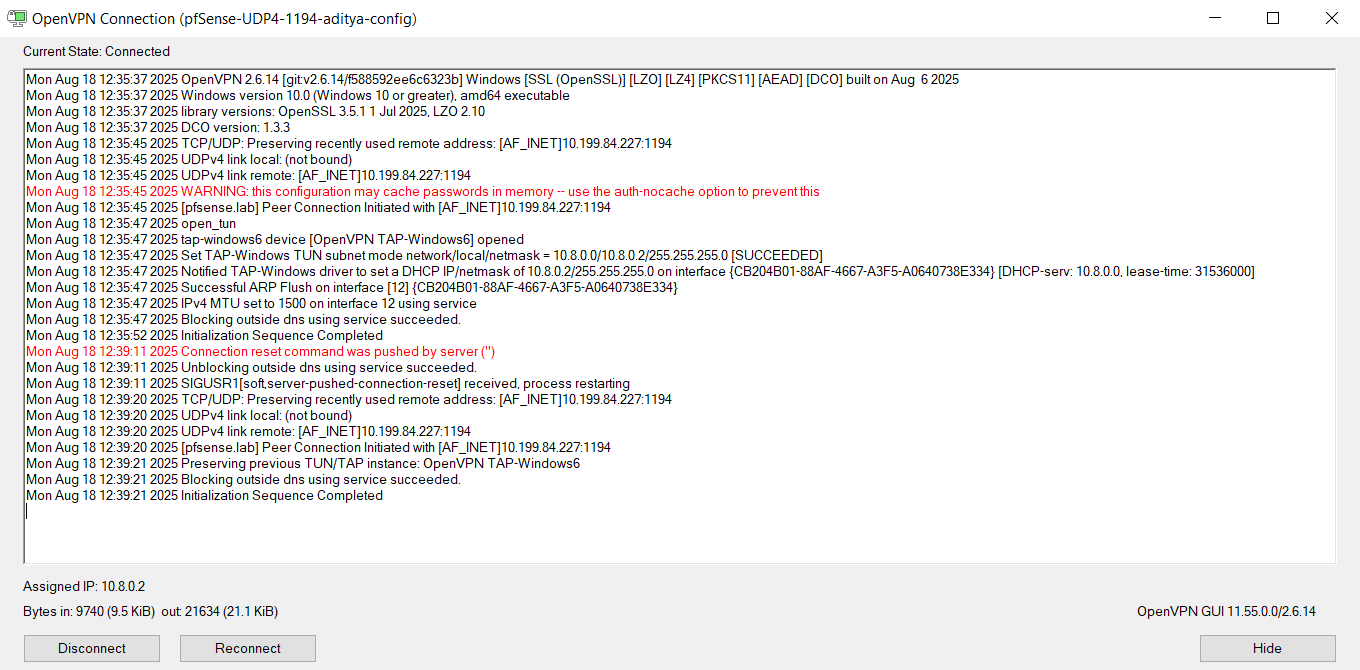 OpenVPN Connection (pfSense-UDP4-1194-aditya-config)
Current State: Connected
Mon Aug 18 12:35:37 2025 OpenVPN 2.6.14 [git:v2.6.14/f588592ee6c6323b] Windows [SSL (OpenSSL)] [LZO] [LZ4] [PKCS11] [AEAD] [DCO] built on Aug  6 2025
Mon Aug 18 12:35:37 2025 Windows version 10.0 (Windows 10 or greater), amd64 executable
Mon Aug 18 12:35:37 2025 library versions: OpenSSL 3.5.1 1 Jul 2025, LZO 2.10
Mon Aug 18 12:35:37 2025 DCO version: 1.3.3
Mon Aug 18 12:35:45 2025 TCP/UDP: Preserving recently used remote address: [AF_INET]10.199.84.227:1194
Mon Aug 18 12:35:45 2025 UDPv4 link local: (not bound)
Mon Aug 18 12:35:45 2025 UDPv4 link remote: [AF_INET]10.199.84.227:1194
Mon Aug 18 12:35:45 2025 WARNING: this configuration may cache passwords in memory -- use the auth-nocache option to prevent this
Mon Aug 18 12:35:45 2025 [pfsense.lab] Peer Connection Initiated with [AF_INET]10.199.84.227:1194
Mon Aug 18 12:35:47 2025 open_tun
Mon Aug 18 12:35:47 2025 tap-windows6 device [OpenVPN TAP-Windows6] opened
Mon Aug 18 12:35:47 2025 Set TAP-Windows TUN subnet mode network/local/netmask = 10.8.0.0/10.8.0.2/255.255.255.0 [SUCCEEDED]
Mon Aug 18 12:35:47 2025 Notified TAP-Windows driver to set a DHCP IP/netmask of 10.8.0.2/255.255.255.0 on interface {CB204B01-88AF-4667-A3F5-A0640738E334} [DHCP-serv: 10.8.0.0, lease-time: 31536000]
Mon Aug 18 12:35:47 2025 Successful ARP Flush on interface [12] {CB204B01-88AF-4667-A3F5-A0640738E334}
Mon Aug 18 12:35:47 2025 IPv4 MTU set to 1500 on interface 12 using service
Mon Aug 18 12:35:47 2025 Blocking outside dns using service succeeded.
Mon Aug 18 12:35:52 2025 Initialization Sequence Completed
Mon Aug 18 12:39:11 2025 Connection reset command was pushed by server ('')
Mon Aug 18 12:39:11 2025 Unblocking outside dns using service succeeded.
Mon Aug 18 12:39:11 2025 SIGUSR1[soft,server-pushed-connection-reset] received, process restarting
Mon Aug 18 12:39:20 2025 TCP/UDP: Preserving recently used remote address: [AF_INET]10.199.84.227:1194
Mon Aug 18 12:39:20 2025 UDPv4 link local: (not bound)
Mon Aug 18 12:39:20 2025 UDPv4 link remote: [AF_INET]10.199.84.227:1194
Mon Aug 18 12:39:20 2025 [pfsense.lab] Peer Connection Initiated with [AF_INET]10.199.84.227:1194
Mon Aug 18 12:39:21 2025 Preserving previous TUN/TAP instance: OpenVPN TAP-Windows6
Mon Aug 18 12:39:21 2025 Blocking outside dns using service succeeded.
Mon Aug 18 12:39:21 2025 Initialization Sequence Completed
Assigned IP: 10.8.0.2
Bytes in: 9740 (9.5 KiB)  out: 21634 (21.1 KiB)
OpenVPN GUI 11.55.0.0/2.6.14
Disconnect
Reconnect
Hide